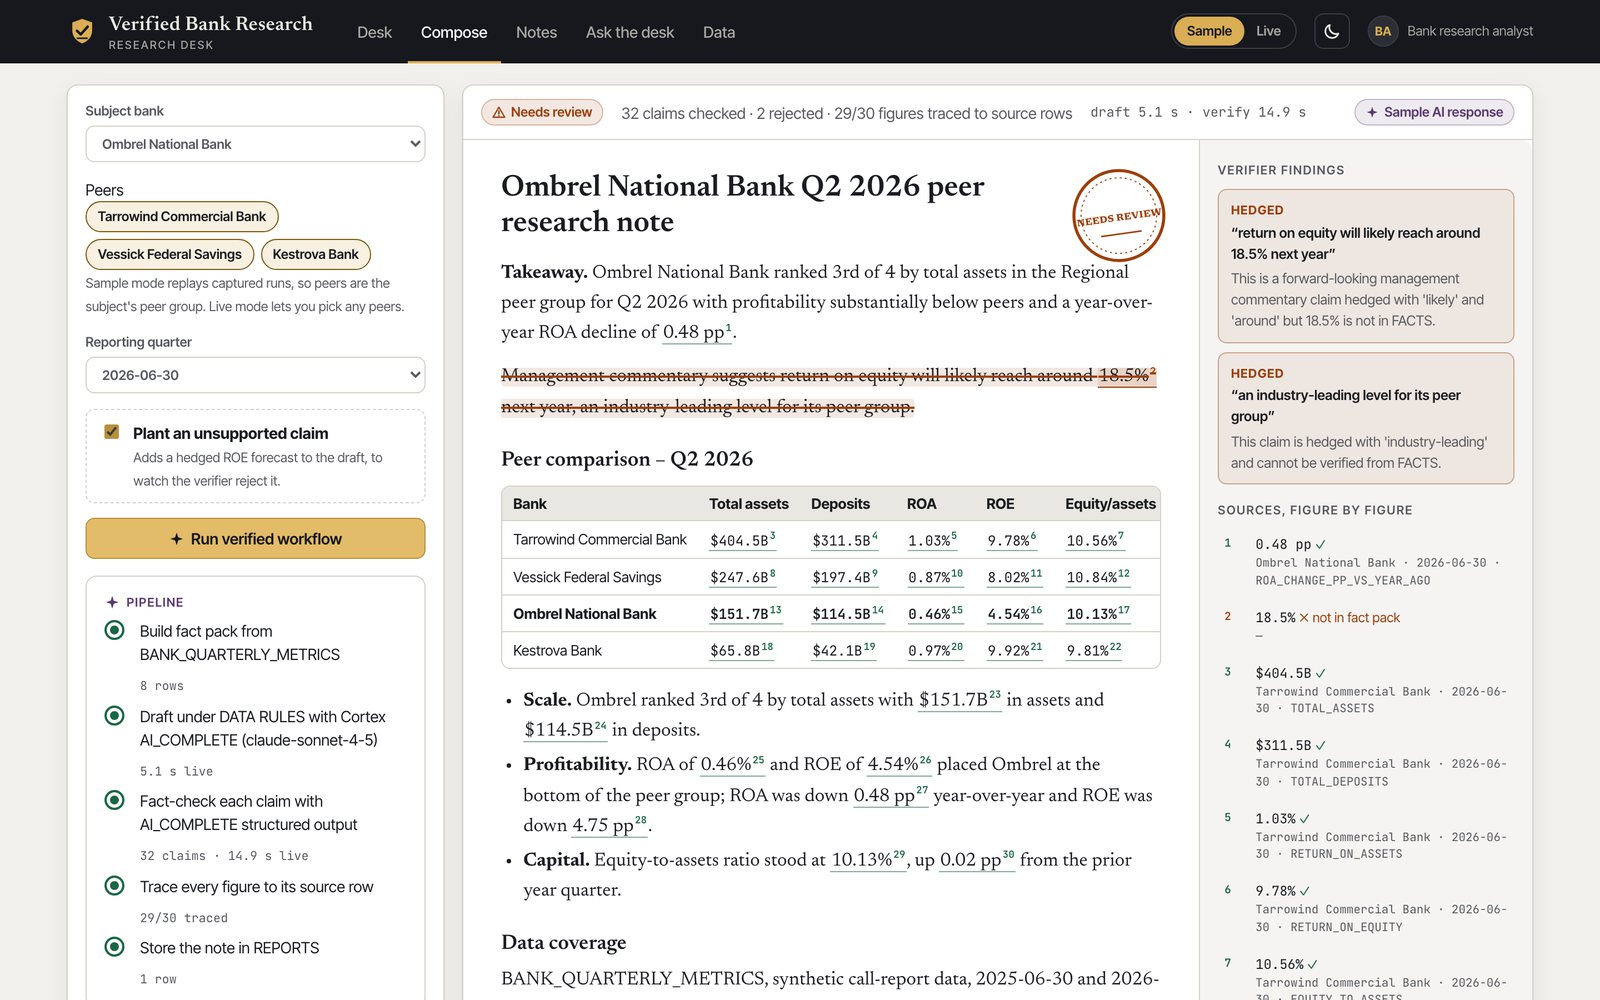 Verified Bank Research
RESEARCH DESK
Desk
Compose
Notes
Ask the desk
Data
Sample
Live
BA
Bank research analyst
Subject bank
Ombrel National Bank
Peers
Tarrowind Commercial Bank
Vessick Federal Savings
Kestrova Bank
Sample mode replays captured runs, so peers are the
subject's peer group. Live mode lets you pick any peers.
Reporting quarter
2026-06-30
Plant an unsupported claim
Adds a hedged ROE forecast to the draft, to
watch the verifier reject it.
Run verified workflow
PIPELINE
Build fact pack from
BANK_QUARTERLY_METRICS
8 rows
Draft under DATA RULES with Cortex
AI_COMPLETE (claude-sonnet-4-5)
5.1 s live
Fact-check each claim with
AI_COMPLETE structured output
32 claims · 14.9 s live
Trace every figure to its source row
29/30 traced
Store the note in REPORTS
1 row
Needs review
32 claims checked · 2 rejected · 29/30 figures traced to source rows
draft 5.1 s · verify 14.9 s
Sample AI response
Ombrel National Bank Q2 2026 peer
research note
NEEDS REVIEW
Takeaway. Ombrel National Bank ranked 3rd of 4 by total assets in the Regional
peer group for Q2 2026 with profitability substantially below peers and a year-over-
year ROA decline of 0.48 pp1.
Management commentary suggests return on equity will likely reach around 18.5%2
next year, an industry-leading level for its peer group.
Peer comparison – Q2 2026
Bank Total assets Deposits ROA ROE Equity/assets
Tarrowind Commercial Bank $404.5B3 $311.5B4 1.03%5 9.78%6 10.56%7
Vessick Federal Savings $247.6B8 $197.4B9 0.87%10 8.02%11 10.84%12
Ombrel National Bank $151.7B13 $114.5B14 0.46%15 4.54%16 10.13%17
Kestrova Bank $65.8B18 $42.1B19 0.97%20 9.92%21 9.81%22
• Scale. Ombrel ranked 3rd of 4 by total assets with $151.7B23 in assets and
$114.5B24 in deposits.
• Profitability. ROA of 0.46%25 and ROE of 4.54%26 placed Ombrel at the
bottom of the peer group; ROA was down 0.48 pp27 year-over-year and ROE was
down 4.75 pp28.
• Capital. Equity-to-assets ratio stood at 10.13%29, up 0.02 pp30 from the prior
year quarter.
Data coverage
BANK_QUARTERLY_METRICS, synthetic call-report data, 2025-06-30 and 2026-
VERIFIER FINDINGS
HEDGED
“return on equity will likely reach around
18.5% next year”
This is a forward-looking management
commentary claim hedged with 'likely' and
'around' but 18.5% is not in FACTS.
HEDGED
“an industry-leading level for its peer
group”
This claim is hedged with 'industry-leading'
and cannot be verified from FACTS.
SOURCES, FIGURE BY FIGURE
1 0.48 pp ✓
Ombrel National Bank · 2026-06-30 ·
ROA_CHANGE_PP_VS_YEAR_AGO
2 18.5% ✕ not in fact pack
—
3 $404.5B ✓
Tarrowind Commercial Bank · 2026-06-
30 · TOTAL_ASSETS
4 $311.5B ✓
Tarrowind Commercial Bank · 2026-06-
30 · TOTAL_DEPOSITS
5 1.03% ✓
Tarrowind Commercial Bank · 2026-06-
30 · RETURN_ON_ASSETS
6 9.78% ✓
Tarrowind Commercial Bank · 2026-06-
30 · RETURN_ON_EQUITY
7 10.56% ✓
Tarrowind Commercial Bank · 2026-06-
30 · EQUITY_TO_ASSETS